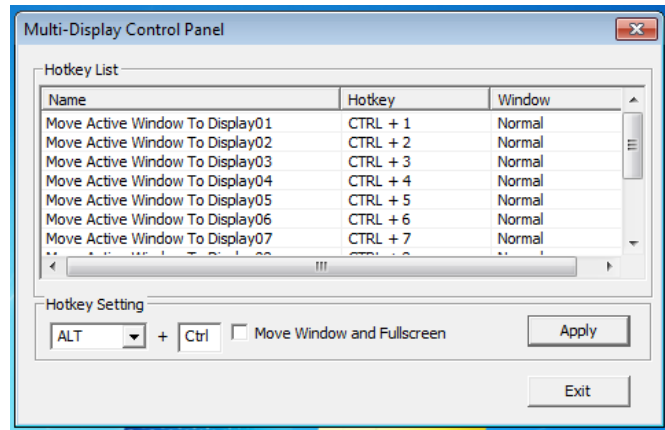 Multi-Display Control Panel
Hotkey List
Name Hotkey Window
Move Active Window To Display01 CTRL + 1 Normal
Move Active Window To Display02 CTRL + 2 Normal
Move Active Window To Display03 CTRL + 3 Normal
Move Active Window To Display04 CTRL + 4 Normal
Move Active Window To Display05 CTRL + 5 Normal
Move Active Window To Display06 CTRL + 6 Normal
Move Active Window To Display07 CTRL + 7 Normal
Hotkey Setting
ALT + Ctrl Move Window and Fullscreen Apply
Exit